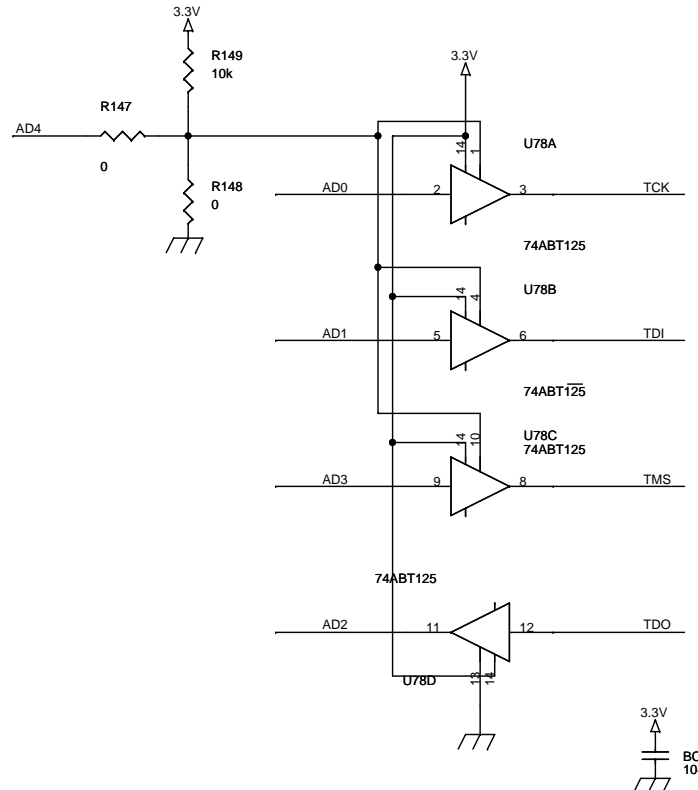 3.3V
R149
10k
3.3V
R147
AD4
0
R148
0
14
1
U78A
AD0
2
3
TCK
74ABT125
U78B
14
4
AD1
5
6
TDI
74ABT125
U78C
74ABT125
14
10
AD3
9
8
TMS
74ABT125
AD2
11
12
TDO
U78D
13
14
3.3V
BC
10